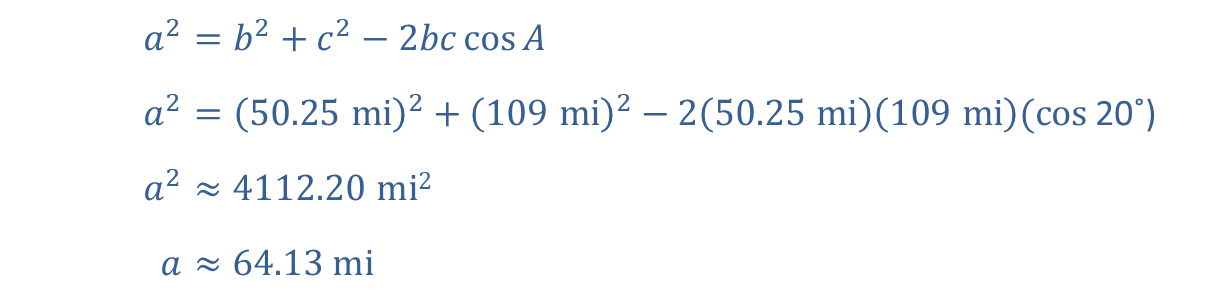 a² = b² + c² − 2bc cos A
a² = (50.25 mi)² + (109 mi)² − 2(50.25 mi)(109 mi)(cos 20˚)
a² ≈ 4112.20 mi²
a ≈ 64.13 mi